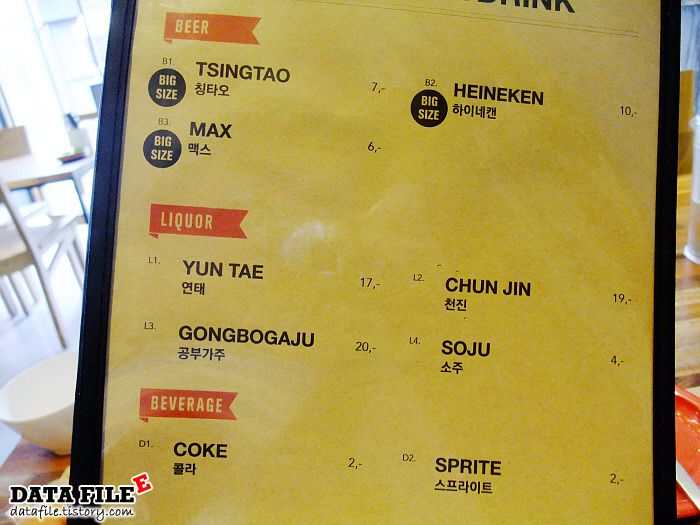 DRINK
BEER
B1.
BIG SIZE
TSINGTAO
칭타오
7,-
B2.
BIG SIZE
HEINEKEN
하이네캔
10,-
B3.
BIG SIZE
MAX
맥스
6,-
LIQUOR
L1.
YUN TAE
연태
17,-
L2.
CHUN JIN
천진
19,-
L3.
GONGBOGAJU
공부가주
20,-
L4.
SOJU
소주
4,-
BEVERAGE
D1.
COKE
콜라
2,-
D2.
SPRITE
스프라이트
2,-
DATA FILE E
datafile.tistory.com